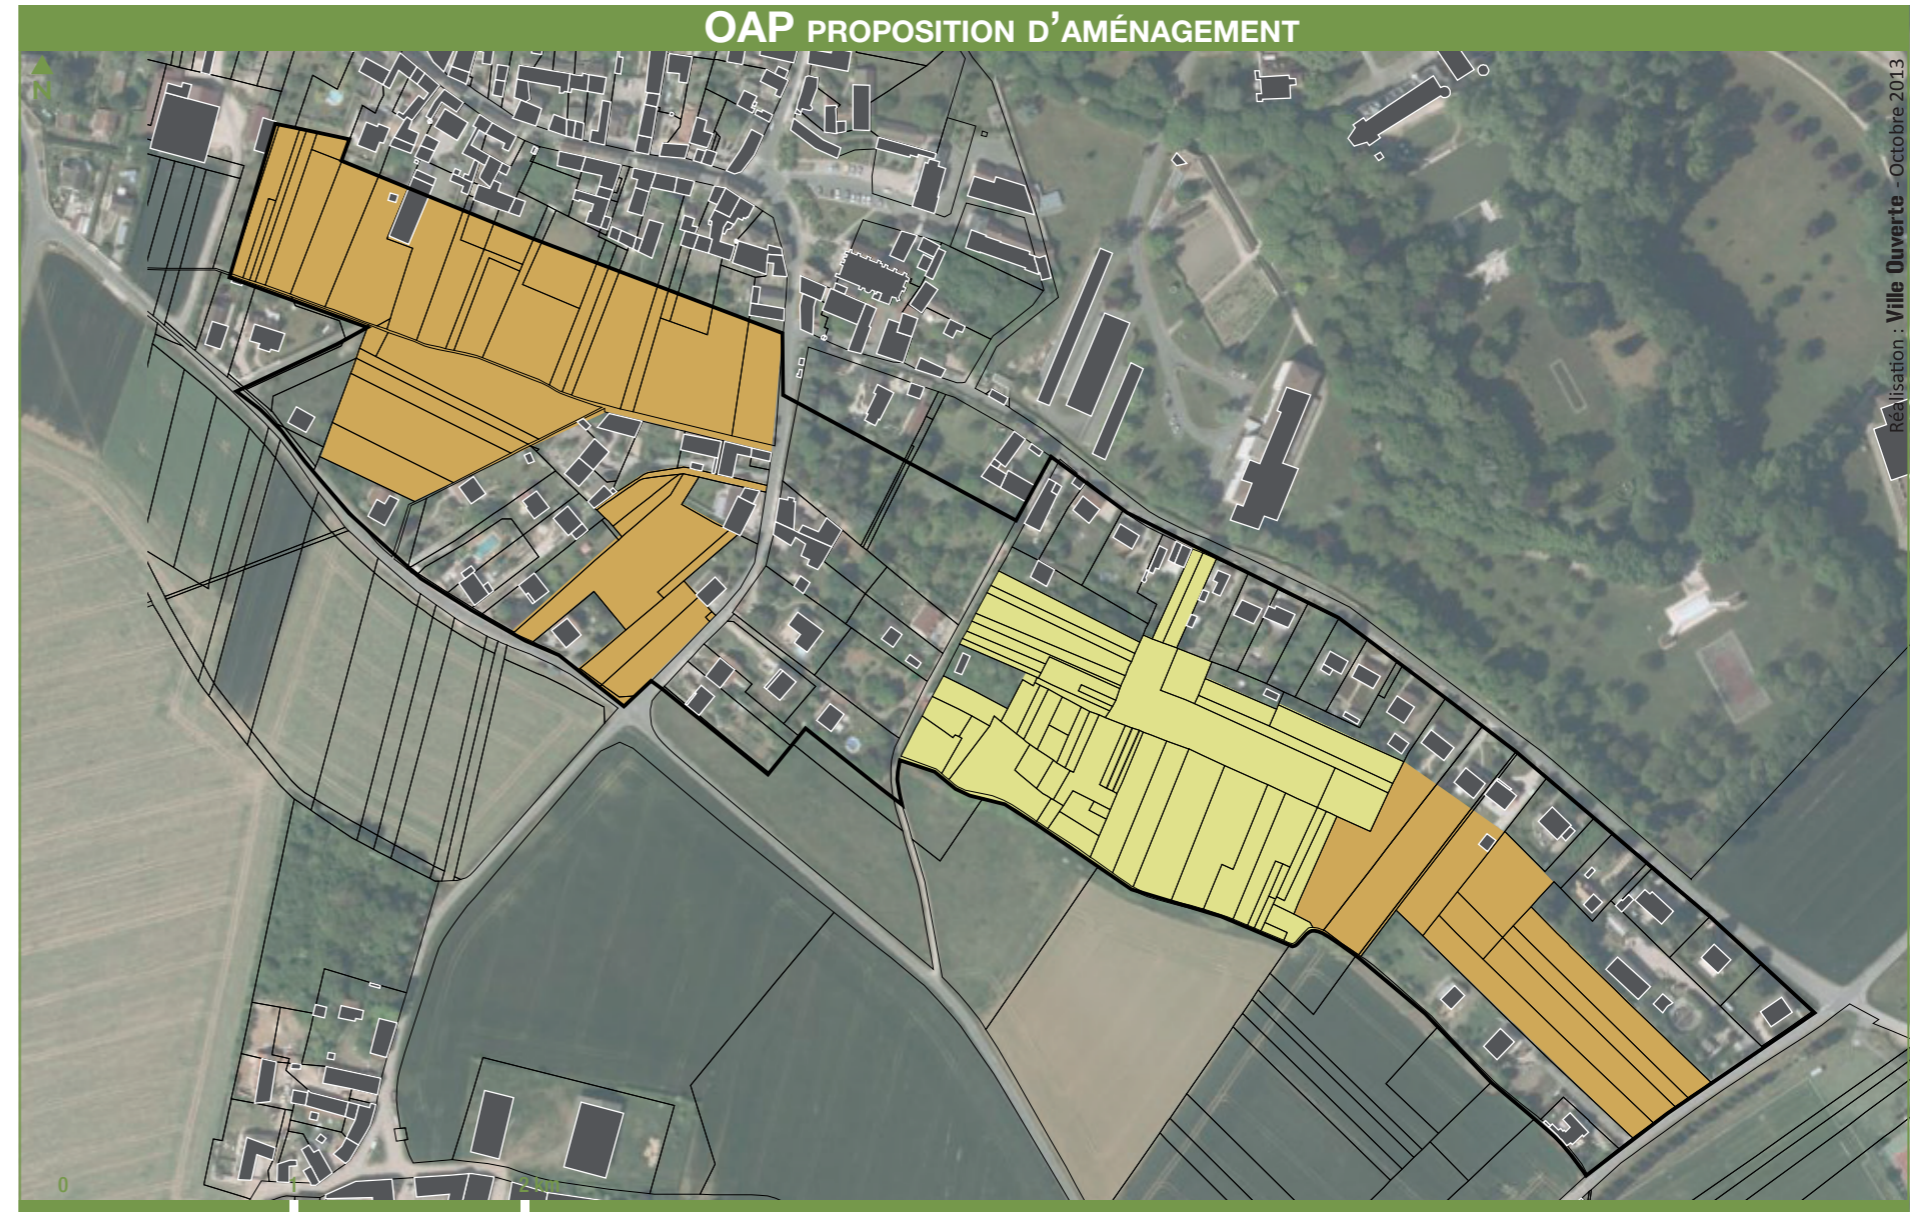 OAP PROPOSITION D'AMÉNAGEMENT
N
Réalisation : Ville Ouverte - Octobre 2013
0 1 2 km